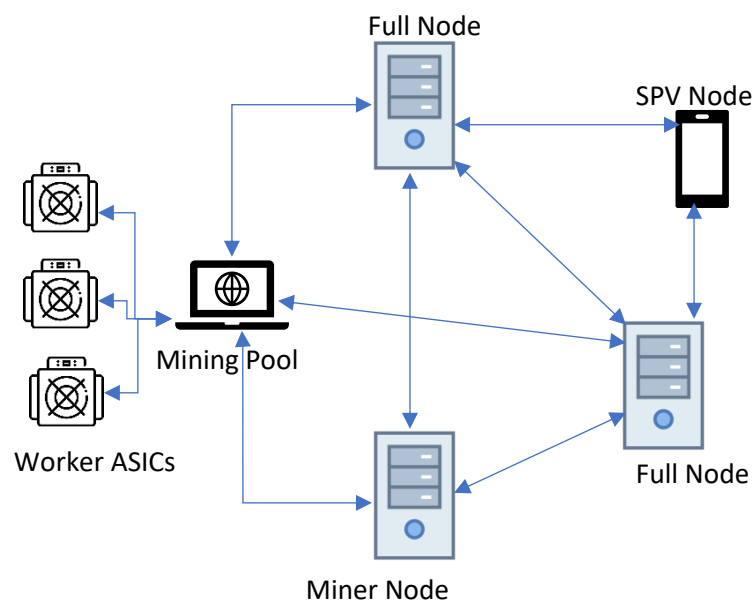 Full Node
SPV Node
Mining Pool
Worker ASICs
Full Node
Miner Node